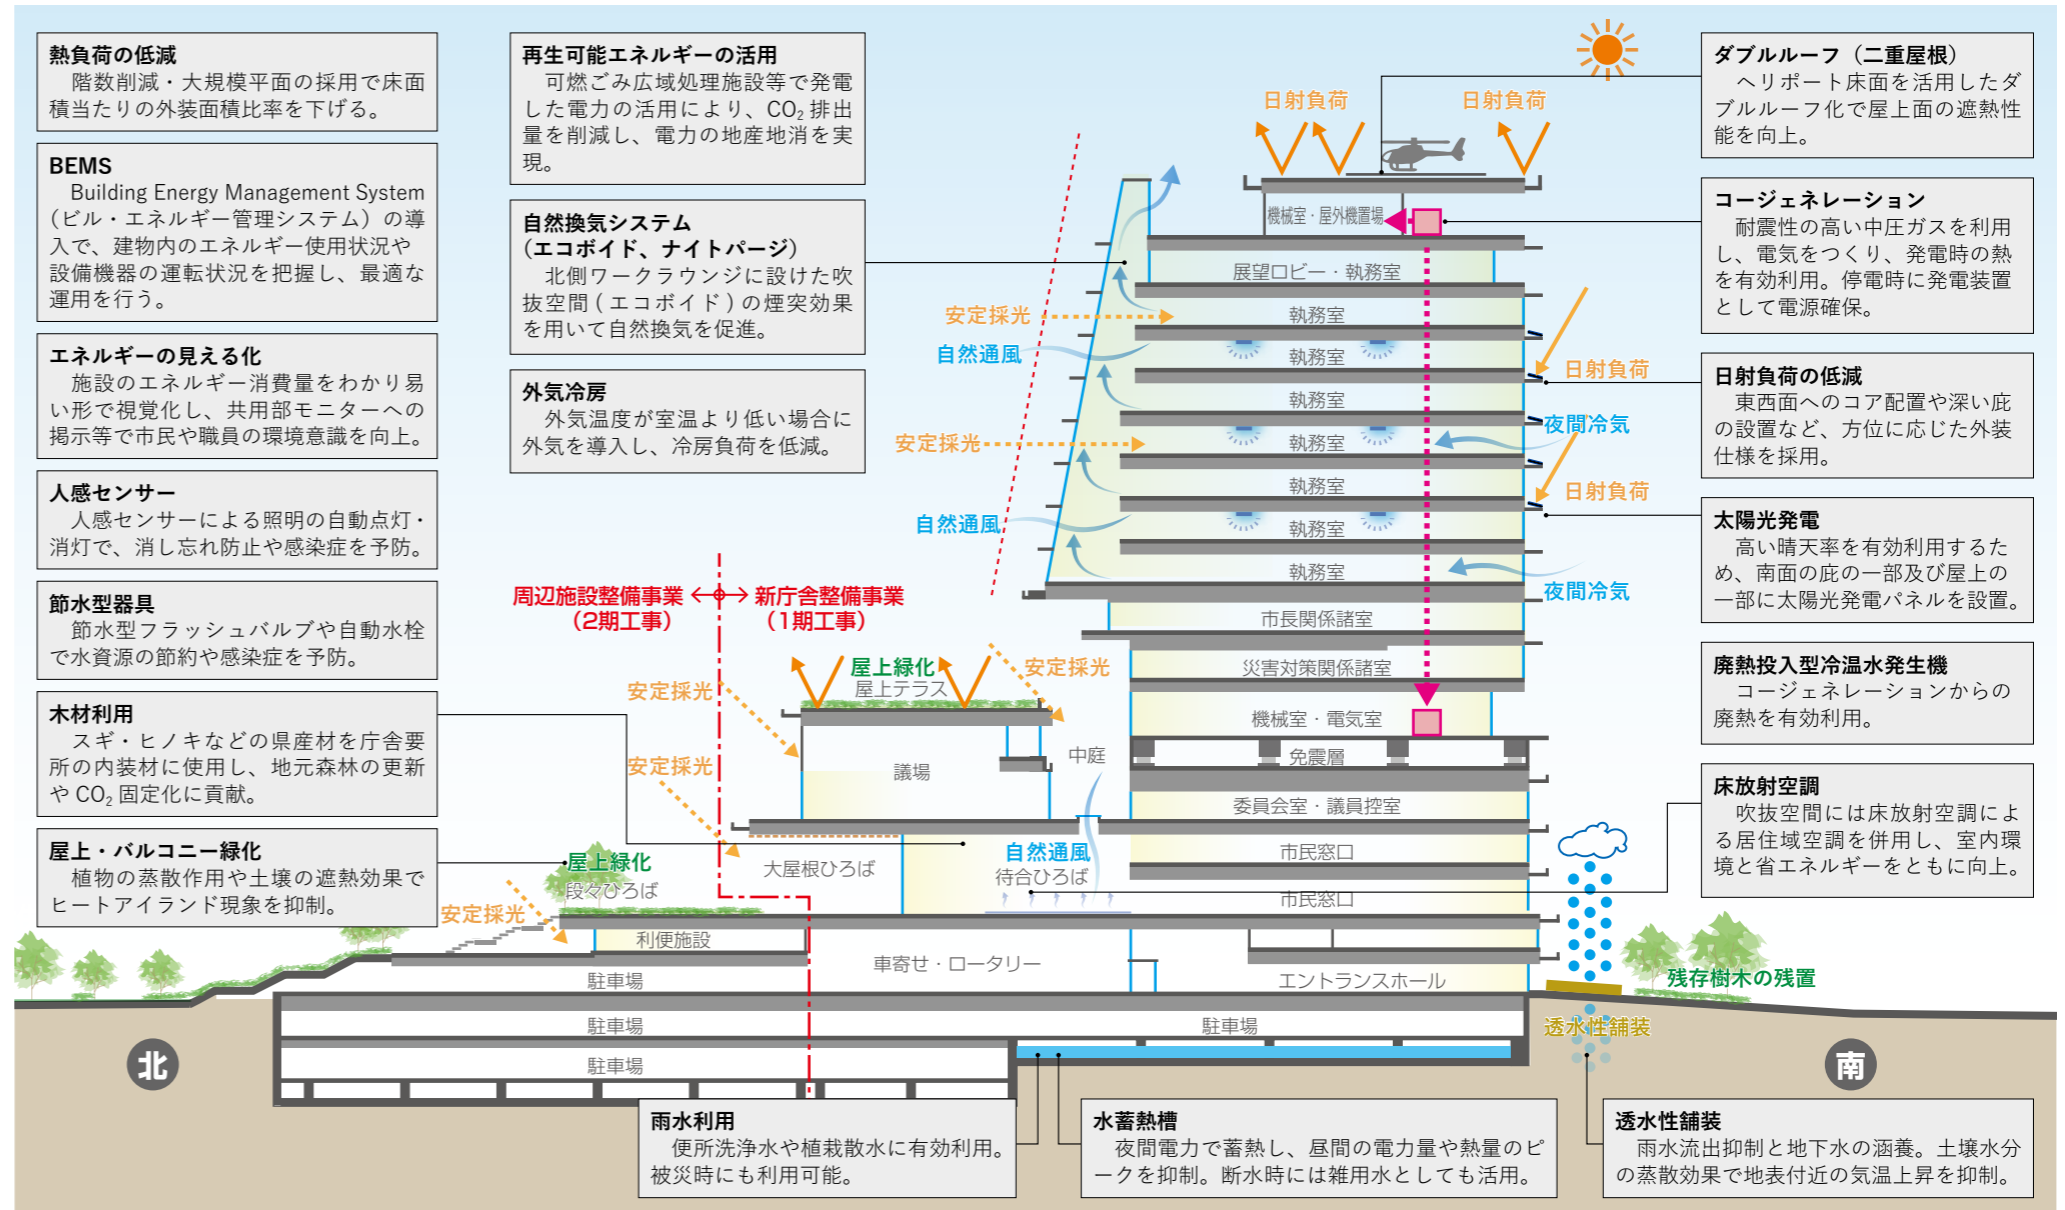 熱負荷の低減
階数削減・大規模平面の採用で床面
積当たりの外装面積比率を下げる。
BEMS
Building Energy Management System
（ビル・エネルギー管理システム）の導
入で、建物内のエネルギー使用状況や
設備機器の運転状況を把握し、最適な
運用を行う。
エネルギーの見える化
施設のエネルギー消費量をわかり易
い形で視覚化し、共用部モニターへの
掲示等で市民や職員の環境意識を向上。
人感センサー
人感センサーによる照明の自動点灯・
消灯で、消し忘れ防止や感染症を予防。
節水型器具
節水型フラッシュバルブや自動水栓
で水資源の節約や感染症を予防。
木材利用
スギ・ヒノキなどの県産材を庁舎要
所の内装材に使用し、地元森林の更新
や CO₂ 固定化に貢献。
屋上・バルコニー緑化
植物の蒸散作用や土壌の遮熱効果で
ヒートアイランド現象を抑制。
再生可能エネルギーの活用
可燃ごみ広域処理施設等で発電
した電力の活用により、CO₂ 排出
量を削減し、電力の地産地消を実
現。
自然換気システム
（エコボイド、ナイトパージ）
北側ワークラウンジに設けた吹
抜空間 ( エコボイド ) の煙突効果
を用いて自然換気を促進。
外気冷房
外気温度が室温より低い場合に
外気を導入し、冷房負荷を低減。
日射負荷
日射負荷
機械室・屋外機置場
展望ロビー・執務室
安定採光
執務室
自然通風
執務室
日射負荷
執務室
夜間冷気
安定採光
執務室
執務室
日射負荷
自然通風
執務室
執務室
夜間冷気
周辺施設整備事業
（2期工事）
新庁舎整備事業
（1期工事）
市長関係諸室
災害対策関係諸室
機械室・電気室
免震層
委員会室・議員控室
市民窓口
市民窓口
エントランスホール
屋上緑化
屋上テラス
安定採光
安定採光
安定採光
議場
中庭
大屋根ひろば
自然通風
待合ひろば
屋上緑化
段々ひろば
安定採光
利便施設
車寄せ・ロータリー
駐車場
駐車場
駐車場
駐車場
残存樹木の残置
透水性舗装
北
南
ダブルルーフ（二重屋根）
ヘリポート床面を活用したダ
ブルルーフ化で屋上面の遮熱性
能を向上。
コージェネレーション
耐震性の高い中圧ガスを利用
し、電気をつくり、発電時の熱
を有効利用。停電時に発電装置
として電源確保。
日射負荷の低減
東西面へのコア配置や深い庇
の設置など、方位に応じた外装
仕様を採用。
太陽光発電
高い晴天率を有効利用するた
め、南面の庇の一部及び屋上の
一部に太陽光発電パネルを設置。
廃熱投入型冷温水発生機
コージェネレーションからの
廃熱を有効利用。
床放射空調
吹抜空間には床放射空調によ
る居住域空調を併用し、室内環
境と省エネルギーをともに向上。
雨水利用
便所洗浄水や植栽散水に有効利用。
被災時にも利用可能。
水蓄熱槽
夜間電力で蓄熱し、昼間の電力量や熱量のピ
ークを抑制。断水時には雑用水としても活用。
透水性舗装
雨水流出抑制と地下水の涵養。土壌水分
の蒸散効果で地表付近の気温上昇を抑制。